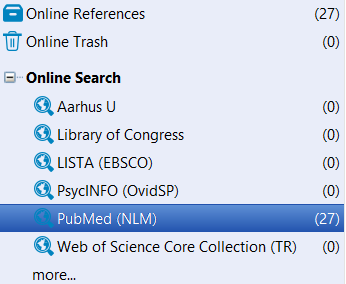 Online References (27)
Online Trash (0)
Online Search
Aarhus U (0)
Library of Congress (0)
LISTA (EBSCO) (0)
PsycINFO (OvidSP) (0)
PubMed (NLM) (27)
Web of Science Core Collection (TR) (0)
more...